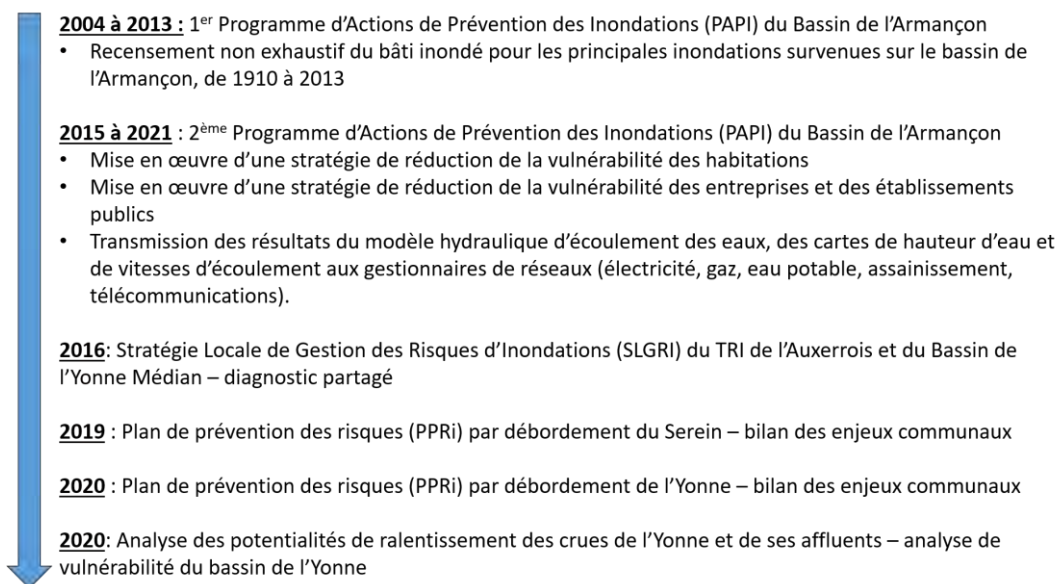 2004 à 2013 : 1er Programme d’Actions de Prévention des Inondations (PAPI) du Bassin de l’Armançon
• Recensement non exhaustif du bâti inondé pour les principales inondations survenues sur le bassin de
l’Armançon, de 1910 à 2013
2015 à 2021 : 2ème Programme d’Actions de Prévention des Inondations (PAPI) du Bassin de l’Armançon
• Mise en œuvre d’une stratégie de réduction de la vulnérabilité des habitations
• Mise en œuvre d’une stratégie de réduction de la vulnérabilité des entreprises et des établissements
publics
• Transmission des résultats du modèle hydraulique d’écoulement des eaux, des cartes de hauteur d’eau et
de vitesses d’écoulement aux gestionnaires de réseaux (électricité, gaz, eau potable, assainissement,
télécommunications).
2016: Stratégie Locale de Gestion des Risques d’Inondations (SLGRI) du TRI de l’Auxerrois et du Bassin de
l’Yonne Médian – diagnostic partagé
2019 : Plan de prévention des risques (PPRi) par débordement du Serein – bilan des enjeux communaux
2020 : Plan de prévention des risques (PPRi) par débordement de l’Yonne – bilan des enjeux communaux
2020: Analyse des potentialités de ralentissement des crues de l’Yonne et de ses affluents – analyse de
vulnérabilité du bassin de l’Yonne